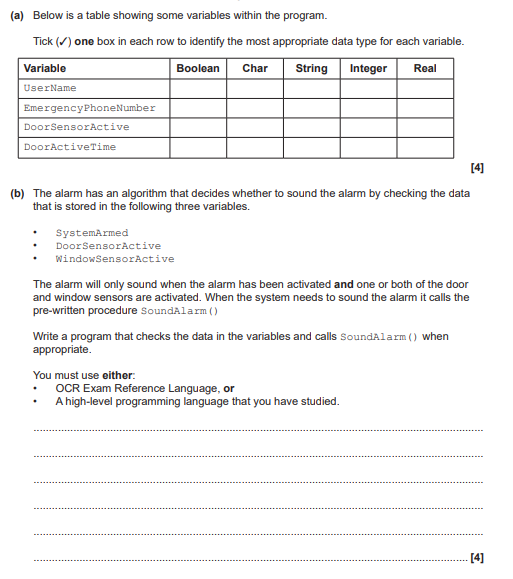 (a) Below is a table showing some variables within the program.
Tick (✓) one box in each row to identify the most appropriate data type for each variable.
Variable Boolean Char String Integer Real
UserName
EmergencyPhoneNumber
DoorSensorActive
DoorActiveTime
[4]
(b) The alarm has an algorithm that decides whether to sound the alarm by checking the data
that is stored in the following three variables.
• SystemArmed
• DoorSensorActive
• WindowSensorActive
The alarm will only sound when the alarm has been activated and one or both of the door
and window sensors are activated. When the system needs to sound the alarm it calls the
pre-written procedure SoundAlarm()
Write a program that checks the data in the variables and calls SoundAlarm() when
appropriate.
You must use either:
• OCR Exam Reference Language, or
• A high-level programming language that you have studied.
[4]